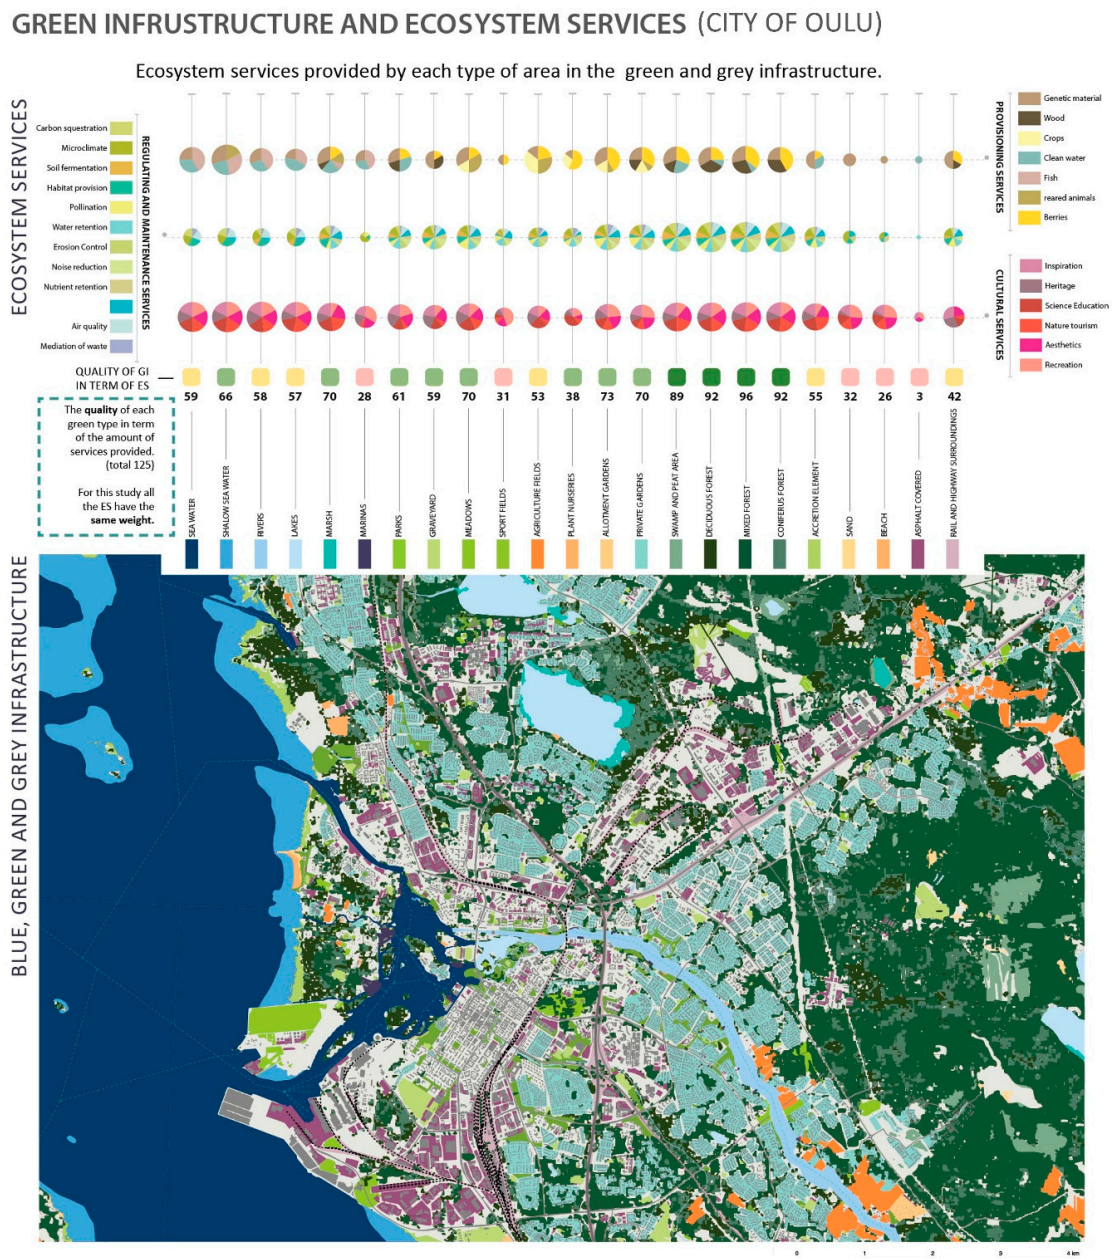 GREEN INFRUSTRUCTURE AND ECOSYSTEM SERVICES (CITY OF OULU)
Ecosystem services provided by each type of area in the green and grey infrastructure.
ECOSYSTEM SERVICES
Carbon squestration
Microclimate
Soil fermentation
Habitat provision
Pollination
Water retention
Erosion Control
Noise reduction
Nutrient retention
Air quality
Mediation of waste
REGULATING AND MAINTENANCE SERVICES
PROVISIONING SERVICES
Genetic material
Wood
Crops
Clean water
Fish
reared animals
Berries
CULTURAL SERVICES
Inspiration
Heritage
Science Education
Nature tourism
Aesthetics
Recreation
QUALITY OF GI
IN TERM OF ES
59 66 58 57 70 28 61 59 70 31 53 38 73 70 89 92 96 92 55 32 26 3 42
The quality of each
green type in term
of the amount of
services provided.
(total 125)
For this study all
the ES have the
same weight.
SEA WATER
SHALOW SEA WATER
RIVERS
LAKES
MARSH
MARINAS
PARKS
GRAVEYARD
MEADOWS
SPORT FIELDS
AGRICULTURE FIELDS
PLANT NURSERIES
ALLOTMENT GARDENS
PRIVATE GARDENS
SWAMP AND PEAT AREA
DECIDUOUS FOREST
MIXED FOREST
CONIFERUS FOREST
ACCRETION ELEMENT
SAND
BEACH
ASPHALT COVERED
RAIL AND HIGHWAY SURROUNDINGS
BLUE, GREEN AND GREY INFRASTRUCTURE
0 1 2 3 4 km